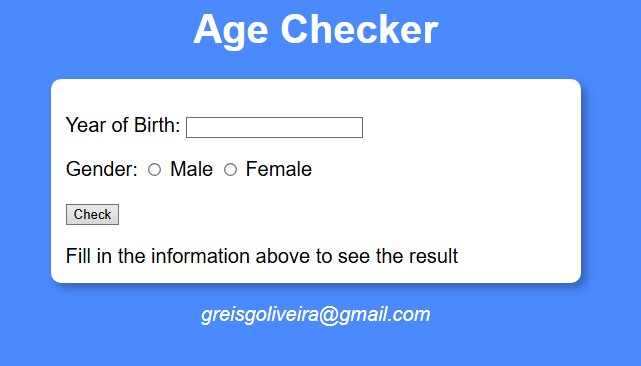 Age Checker
Year of Birth:
Gender: Male Female
Check
Fill in the information above to see the result
greisgoliveira@gmail.com